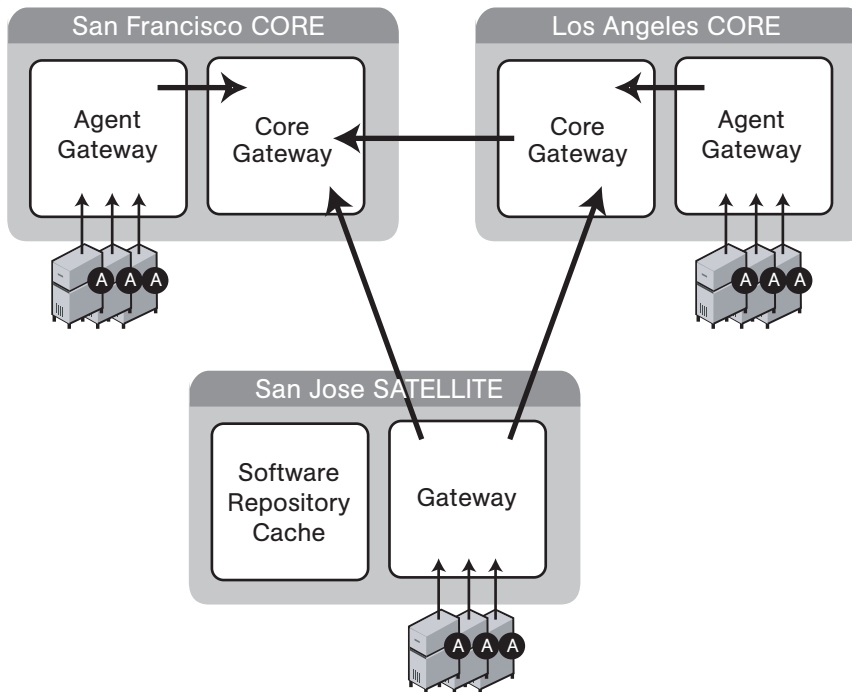 San Francisco CORE
Los Angeles CORE
Agent
Gateway
Core
Gateway
Core
Gateway
Agent
Gateway
A A A
A A A
San Jose SATELLITE
Software
Repository
Cache
Gateway
A A A